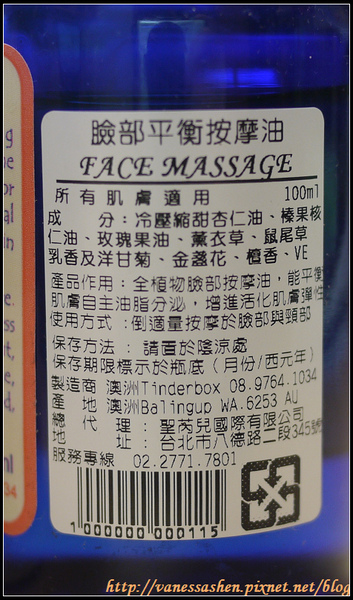 臉部平衡按摩油
FACE MASSAGE
所有肌膚適用 100ml
成 分:冷壓縮甜杏仁油、榛果核
仁油、玫瑰果油、薰衣草、鼠尾草
乳香及洋甘菊、金盞花、檀香、VE
產品作用:全植物臉部按摩油,能平衡
肌膚自主油脂分泌,增進活化肌膚彈性
使用方式:倒適量按摩於臉部與頸部
保存方法: 請置於陰涼處
保存期限標示於瓶底(月份/西元年)
製造商 澳洲Tinderbox 08.9764.1034
產 地 澳洲Balingup WA.6253 AU
總 代 理 : 聖芮兒國際有限公司
地 址 : 台北市八德路二段345號
服務專線 02.2771.7801
1 000000 000115
http://vanessashen.pixnet.net/blog